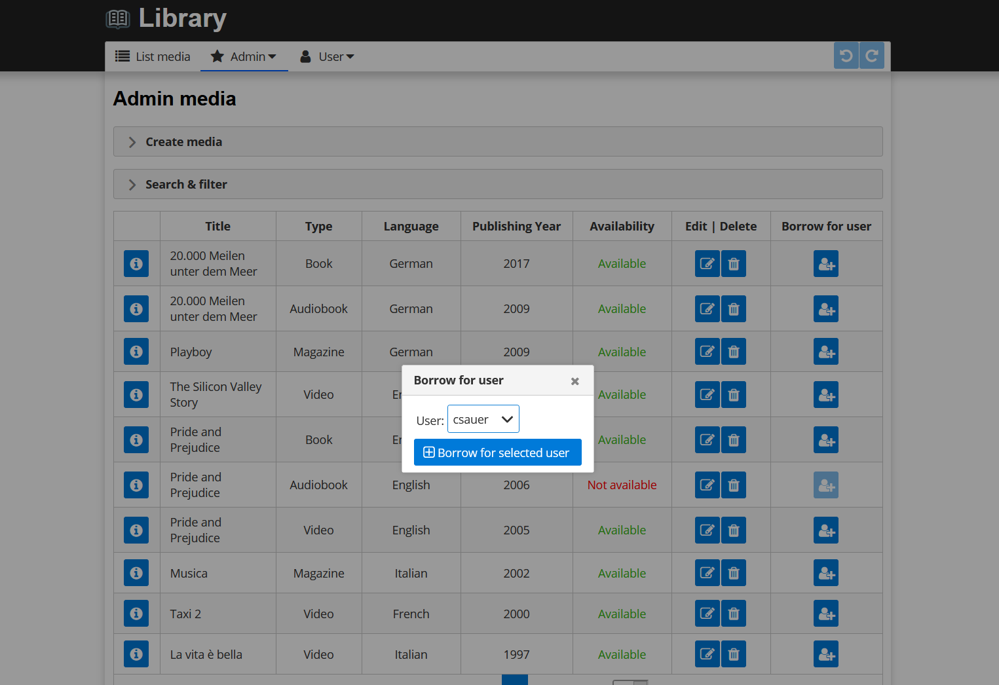 Library
List media Admin User
Admin media
Create media
Search & filter
Title Type Language Publishing Year Availability Edit | Delete Borrow for user
20.000 Meilen
unter dem Meer Book German 2017 Available
20.000 Meilen
unter dem Meer Audiobook German 2009 Available
Playboy Magazine German 2009 Available
The Silicon Valley
Story Video Available
Pride and
Prejudice Book Available
Borrow for user
User: csauer
Borrow for selected user
Pride and
Prejudice Audiobook English 2006 Not available
Pride and
Prejudice Video English 2005 Available
Musica Magazine Italian 2002 Available
Taxi 2 Video French 2000 Available
La vita è bella Video Italian 1997 Available